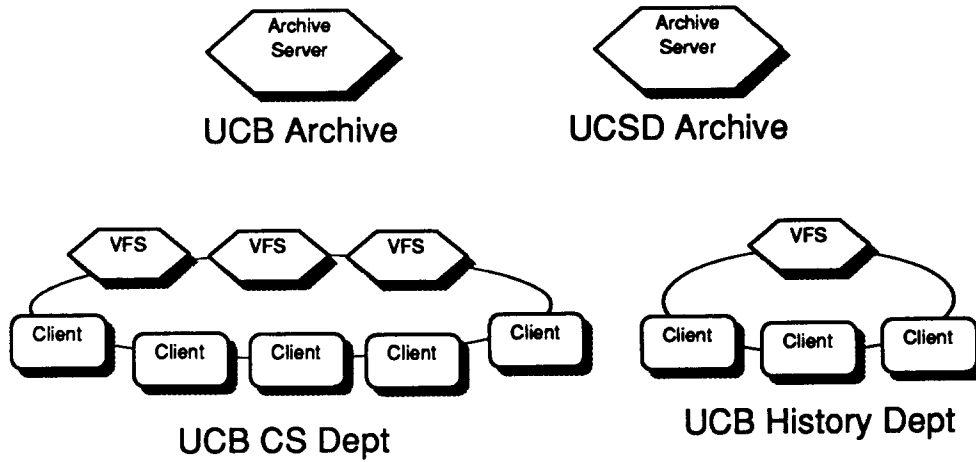 Archive
Server
Archive
Server
UCB Archive
UCSD Archive
VFS
VFS
VFS
VFS
Client
Client
Client
Client
Client
Client
Client
Client
UCB CS Dept
UCB History Dept